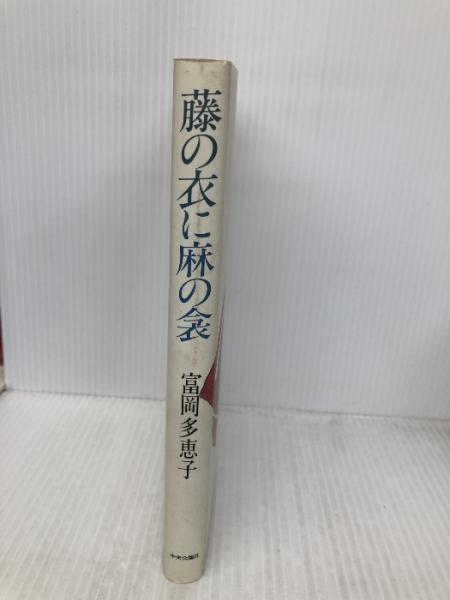 藤の衣に麻の衾
富岡多恵子
中央公論社